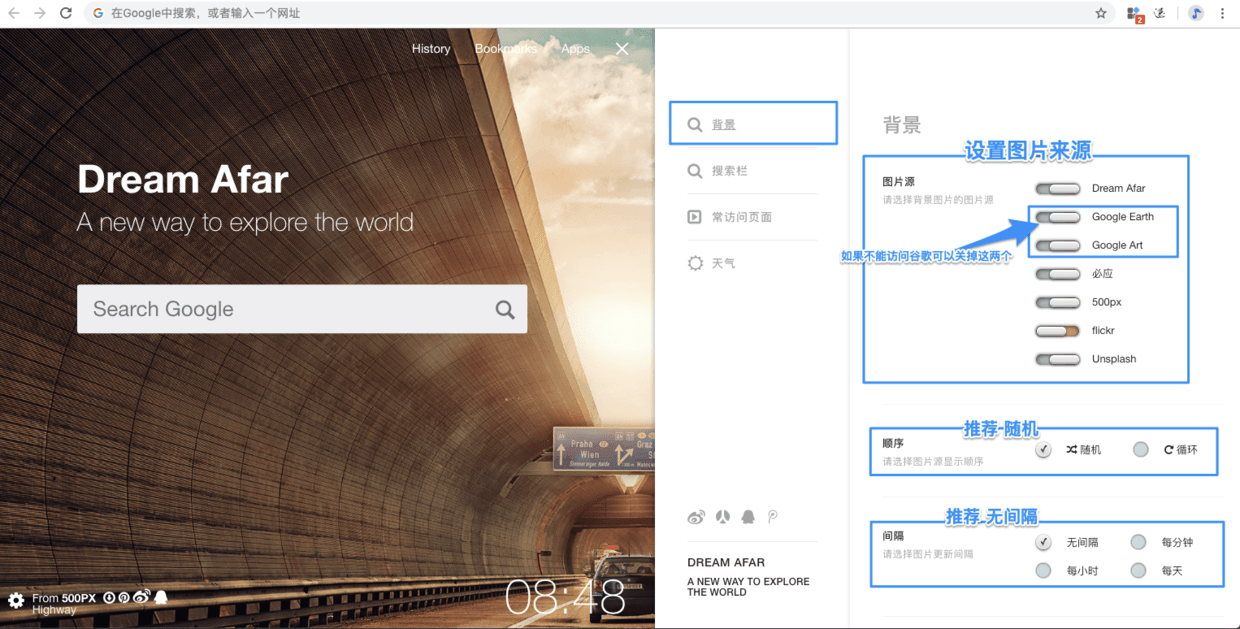 在Google中搜索，或者输入一个网址
2
History
Bookmarks
Apps
Dream Afar
A new way to explore the world
Search Google
Praha
Wien
Graz
From 500PX
Highway
08:48
背景
搜索栏
常访问页面
天气
DREAM AFAR
A NEW WAY TO EXPLORE
THE WORLD
背景
设置图片来源
图片源
请选择背景图片的图片源
Dream Afar
Google Earth
Google Art
如果不能访问谷歌可以关掉这两个
必应
500px
flickr
Unsplash
推荐 随机
顺序
请选择图片源显示顺序
随机
循环
推荐 无间隔
间隔
请选择图片更新间隔
无间隔
每分钟
每小时
每天